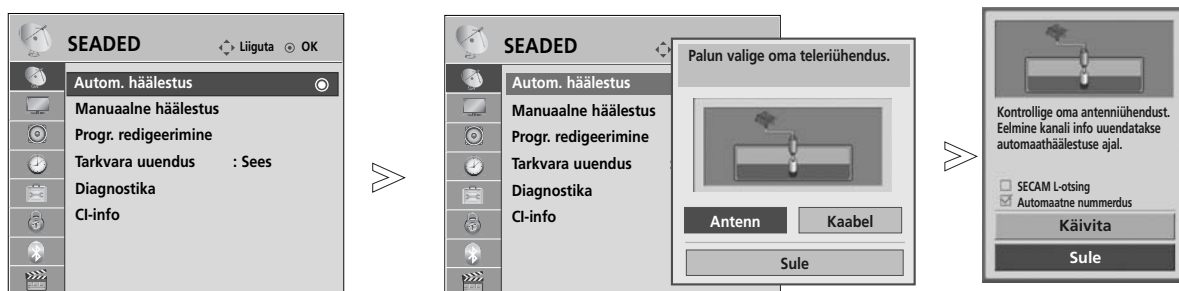 SEADED Liiguta OK
Autom. häälestus
Manuaalne häälestus
Progr. redigeerimine
Tarkvara uuendus : Sees
Diagnostika
CI-info
SEADED
Autom. häälestus
Manuaalne häälestus
Progr. redigeerimine
Tarkvara uuendus :
Diagnostika
CI-info
Palun valige oma teleriühendus.
Antenn Kaabel
Sule
Kontrollige oma antenniühendust.
Eelmine kanali info uuendatakse
automaathäälestuse ajal.
SECAM L-otsing
Automaatne nummerdus
Käivita
Sule